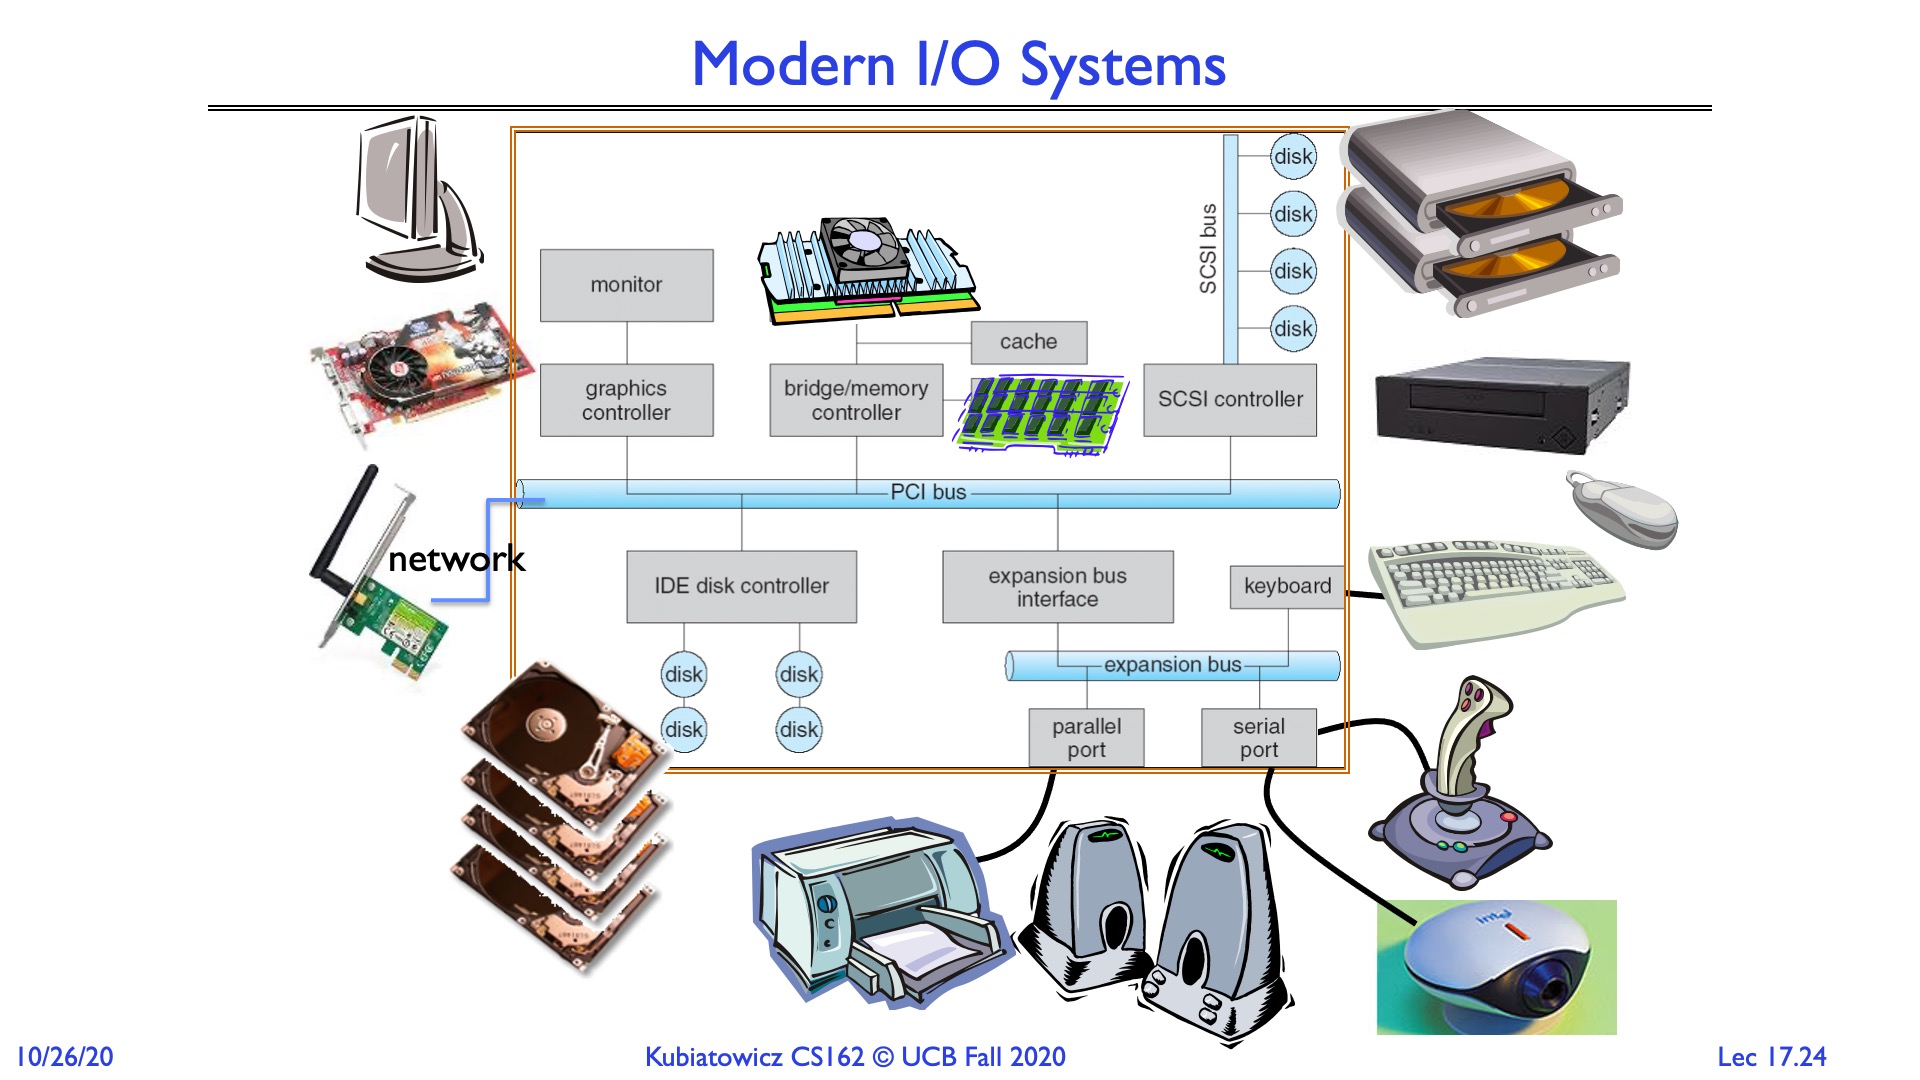 Modern I/O Systems
monitor
graphics
controller
bridge/memory
controller
cache
SCSI bus
disk
disk
disk
disk
SCSI controller
PCI bus
network
IDE disk controller
expansion bus
interface
keyboard
disk
disk
disk
disk
expansion bus
parallel
port
serial
port
intel
10/26/20
Kubiatowicz CS162 © UCB Fall 2020
Lec 17.24